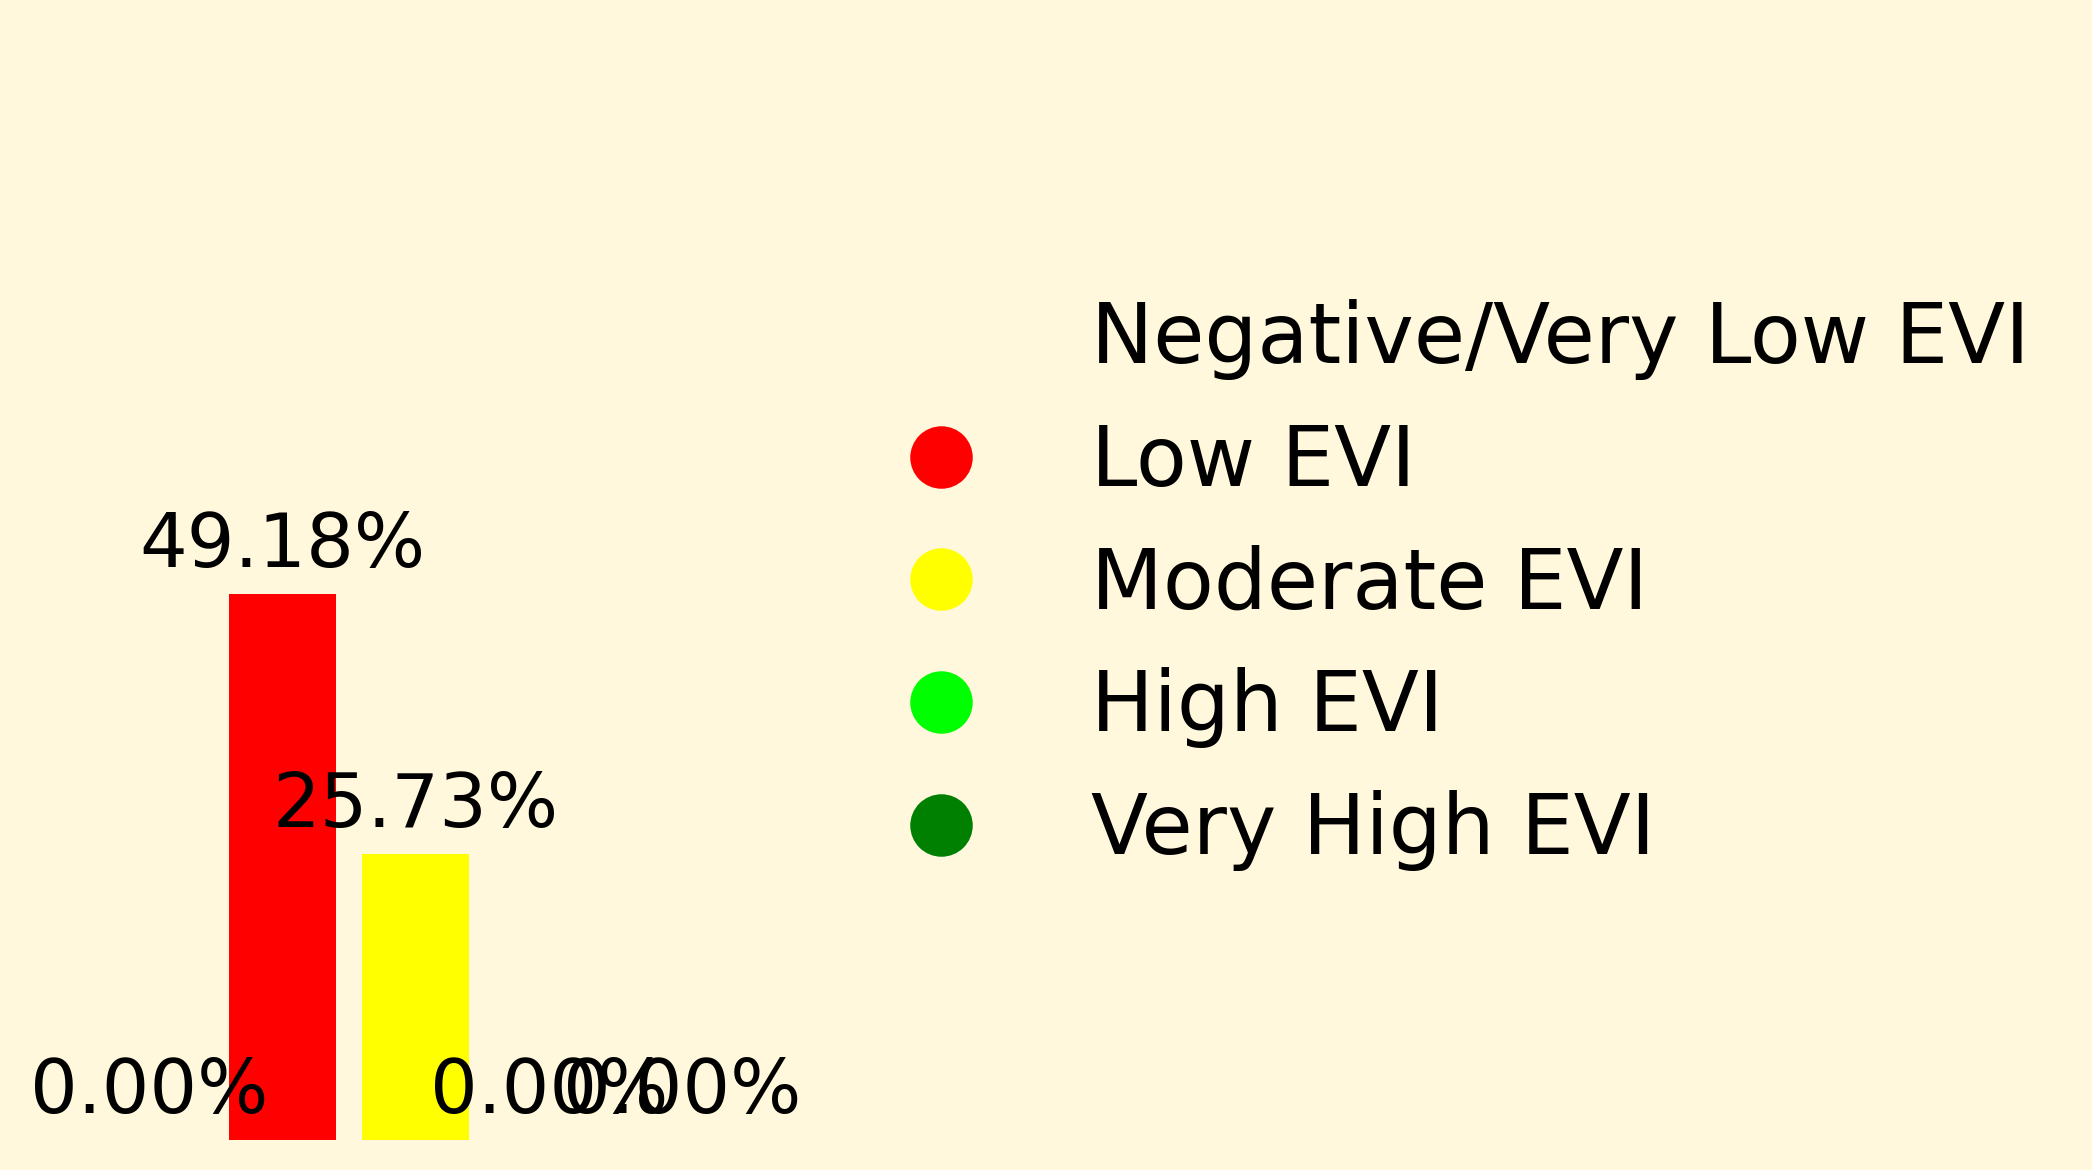 Negative/Very Low EVI
Low EVI
Moderate EVI
High EVI
Very High EVI
49.18%
25.73%
0.00%
0.00%
0.00%